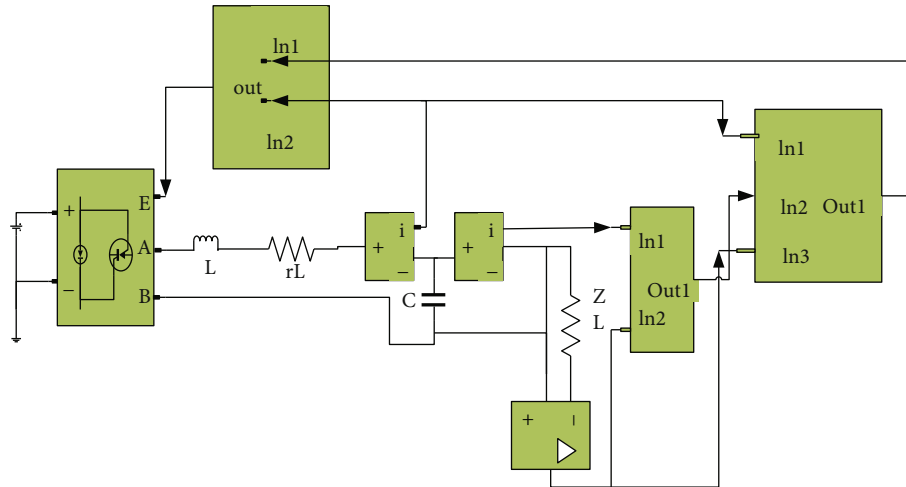 ln1
out
ln2
+
E
A
−
B
L
rL
+
i
−
+
i
−
C
Z
L
ln1
Out1
ln2
ln1
ln2 Out1
ln3
+ −